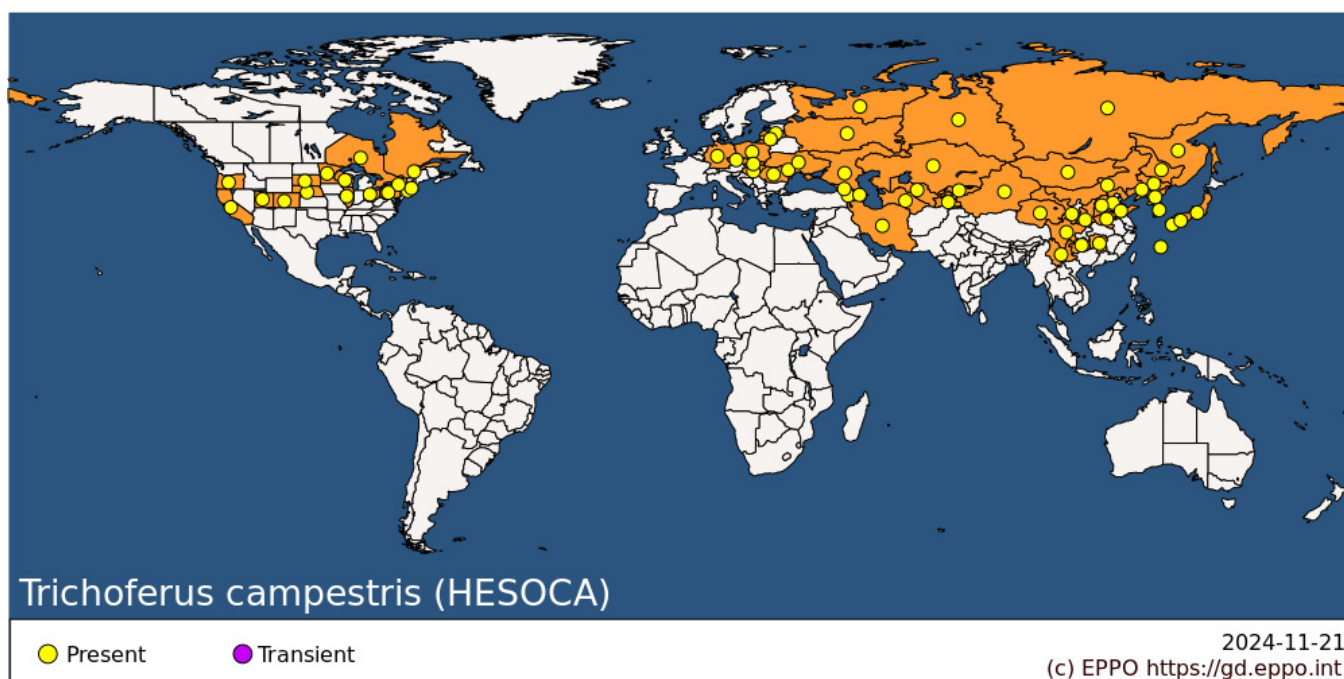 Trichoferus campestris (HESOCA)
Present
Transient
2024-11-21
(c) EPPO https://gd.eppo.int